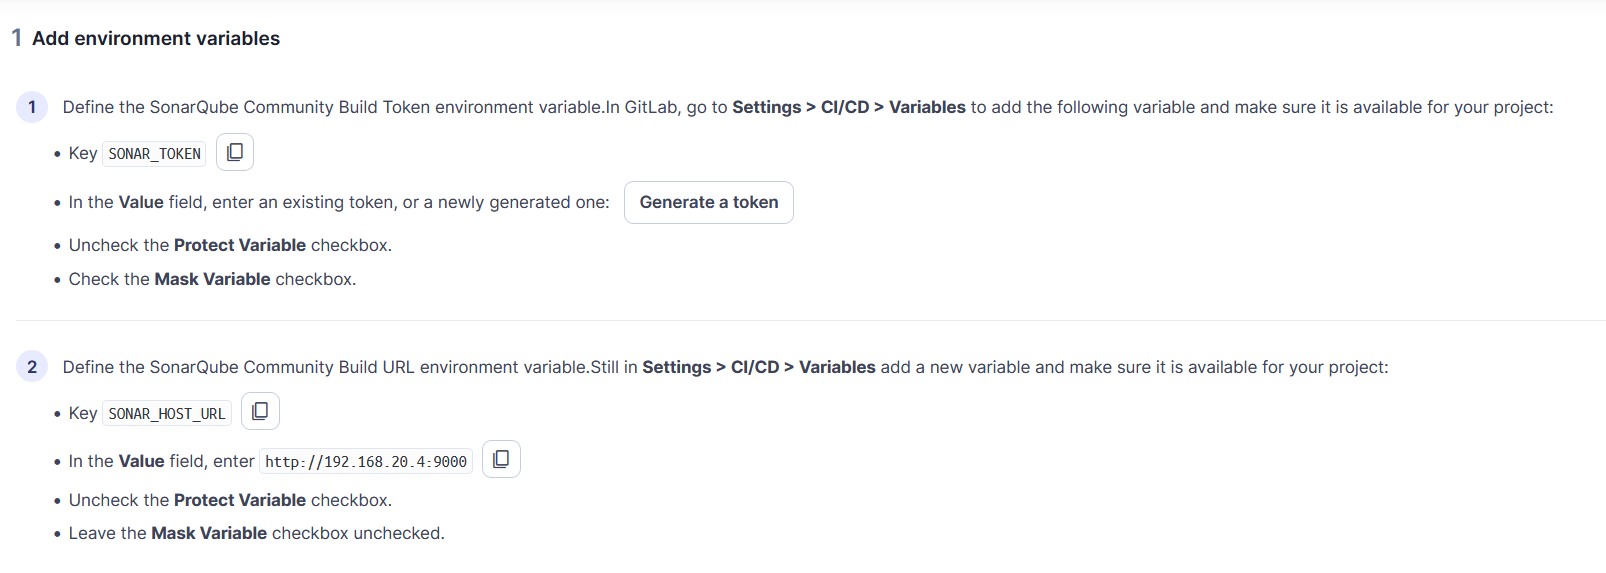 1 Add environment variables
1 Define the SonarQube Community Build Token environment variable.In GitLab, go to Settings > CI/CD > Variables to add the following variable and make sure it is available for your project:
• Key SONAR_TOKEN
• In the Value field, enter an existing token, or a newly generated one: Generate a token
• Uncheck the Protect Variable checkbox.
• Check the Mask Variable checkbox.
2 Define the SonarQube Community Build URL environment variable.Still in Settings > CI/CD > Variables add a new variable and make sure it is available for your project:
• Key SONAR_HOST_URL
• In the Value field, enter http://192.168.20.4:9000
• Uncheck the Protect Variable checkbox.
• Leave the Mask Variable checkbox unchecked.